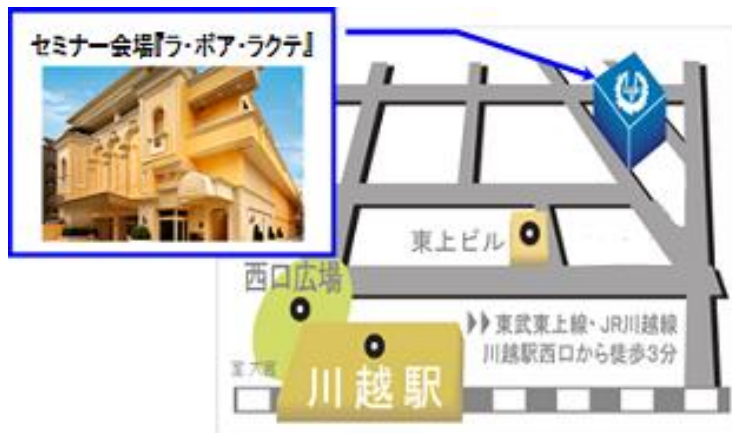 セミナー会場『ラ・ボア・ラクテ』
東上ビル
西口広場
▶▶東武東上線・JR川越線
川越駅西口から徒歩3分
川越駅